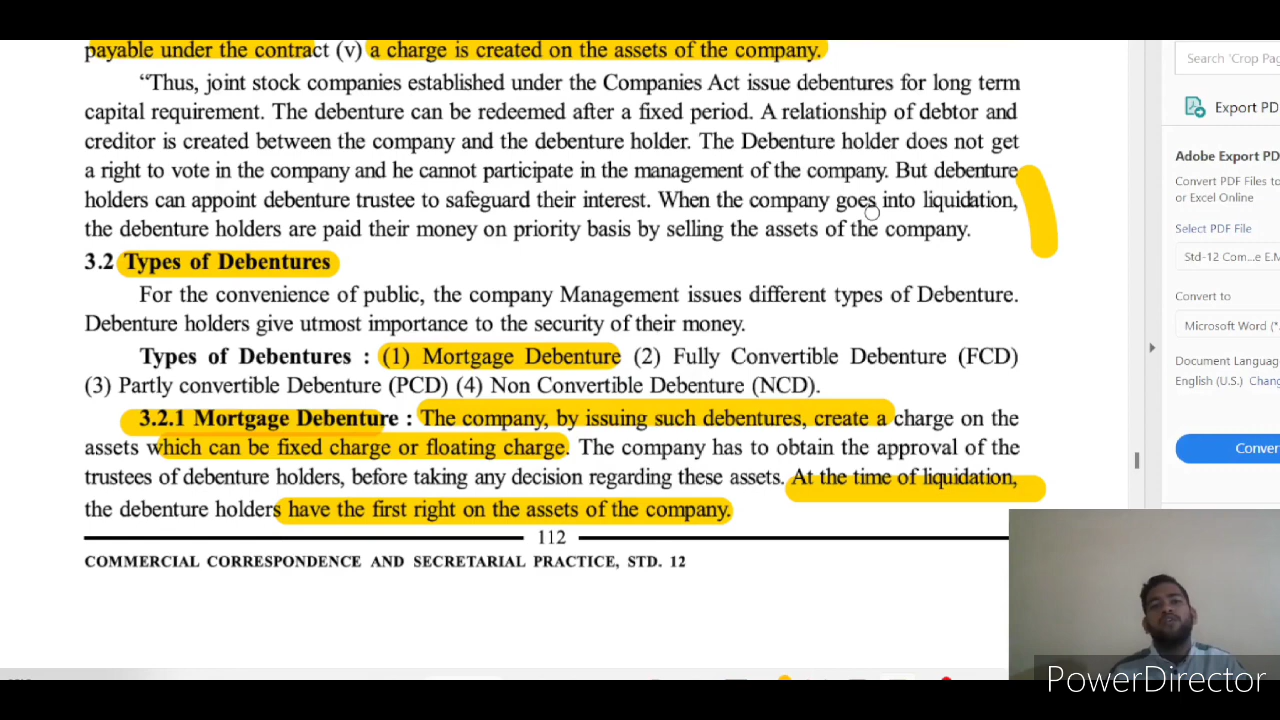 payable under the contract (v) a charge is created on the assets of the company.
“Thus, joint stock companies established under the Companies Act issue debentures for long term
capital requirement. The debenture can be redeemed after a fixed period. A relationship of debtor and
creditor is created between the company and the debenture holder. The Debenture holder does not get
a right to vote in the company and he cannot participate in the management of the company. But debenture
holders can appoint debenture trustee to safeguard their interest. When the company goes into liquidation,
the debenture holders are paid their money on priority basis by selling the assets of the company.
3.2 Types of Debentures
For the convenience of public, the company Management issues different types of Debenture.
Debenture holders give utmost importance to the security of their money.
Types of Debentures : (1) Mortgage Debenture (2) Fully Convertible Debenture (FCD)
(3) Partly convertible Debenture (PCD) (4) Non Convertible Debenture (NCD).
3.2.1 Mortgage Debenture : The company, by issuing such debentures, create a charge on the
assets which can be fixed charge or floating charge. The company has to obtain the approval of the
trustees of debenture holders, before taking any decision regarding these assets. At the time of liquidation,
the debenture holders have the first right on the assets of the company.
112
COMMERCIAL CORRESPONDENCE AND SECRETARIAL PRACTICE, STD. 12
Search 'Crop Pag
Export PD
Adobe Export PD
Convert PDF Files to
or Excel Online
Select PDF File
Std-12 Com...e E.M
Convert to
Microsoft Word (*.
Document Languag
English (U.S.) Chang
Conver
PowerDirector